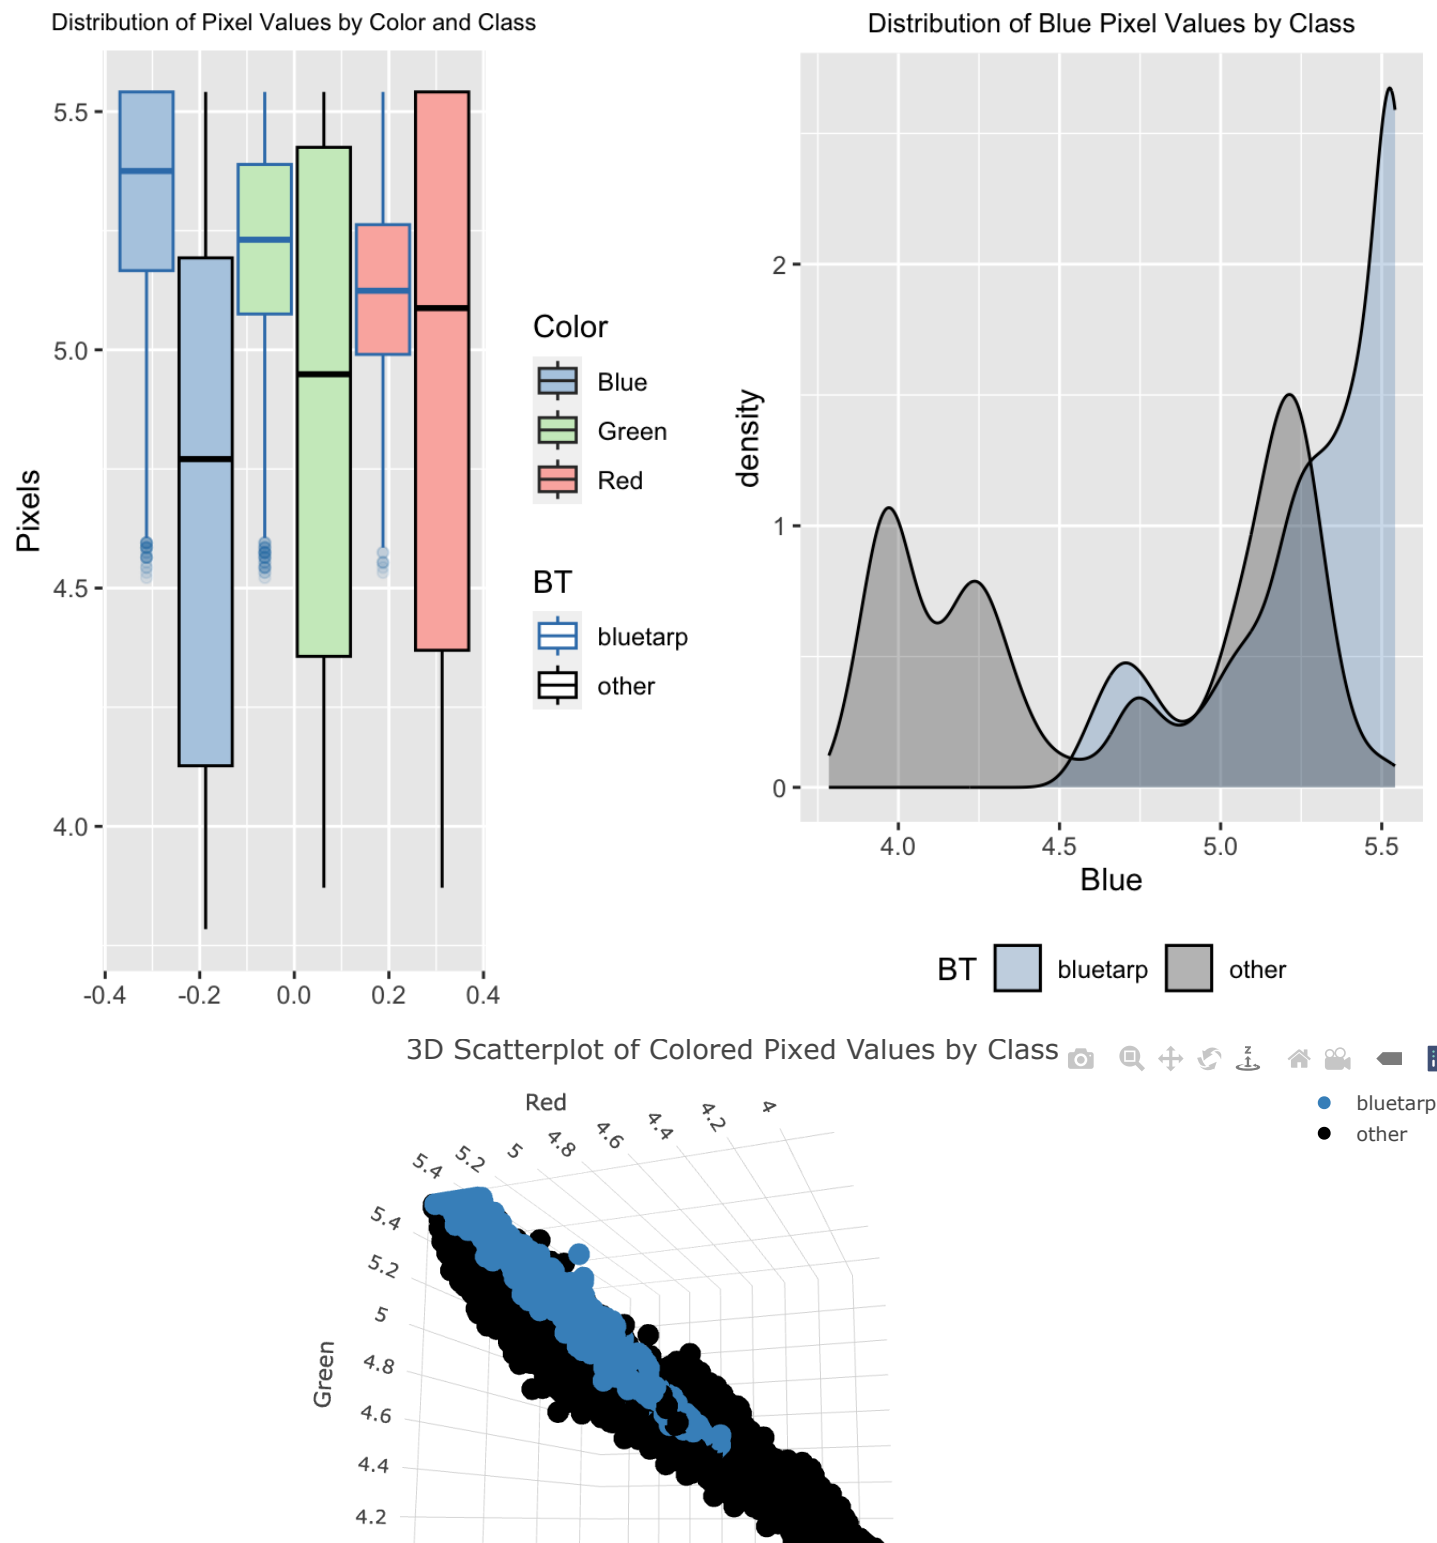 Distribution of Pixel Values by Color and Class
5.5
5.0
4.5
4.0
Pixels
-0.4 -0.2 0.0 0.2 0.4
Color
Blue
Green
Red
BT
bluetarp
other
Distribution of Blue Pixel Values by Class
2
1
0
density
4.0 4.5 5.0 5.5
Blue
BT bluetarp other
3D Scatterplot of Colored Pixed Values by Class
z
bluetarp
other
Red
5.4 5.2 5 4.8 4.6 4.4 4.2 4
5.4
5.2
5
4.8
4.6
4.4
4.2
Green